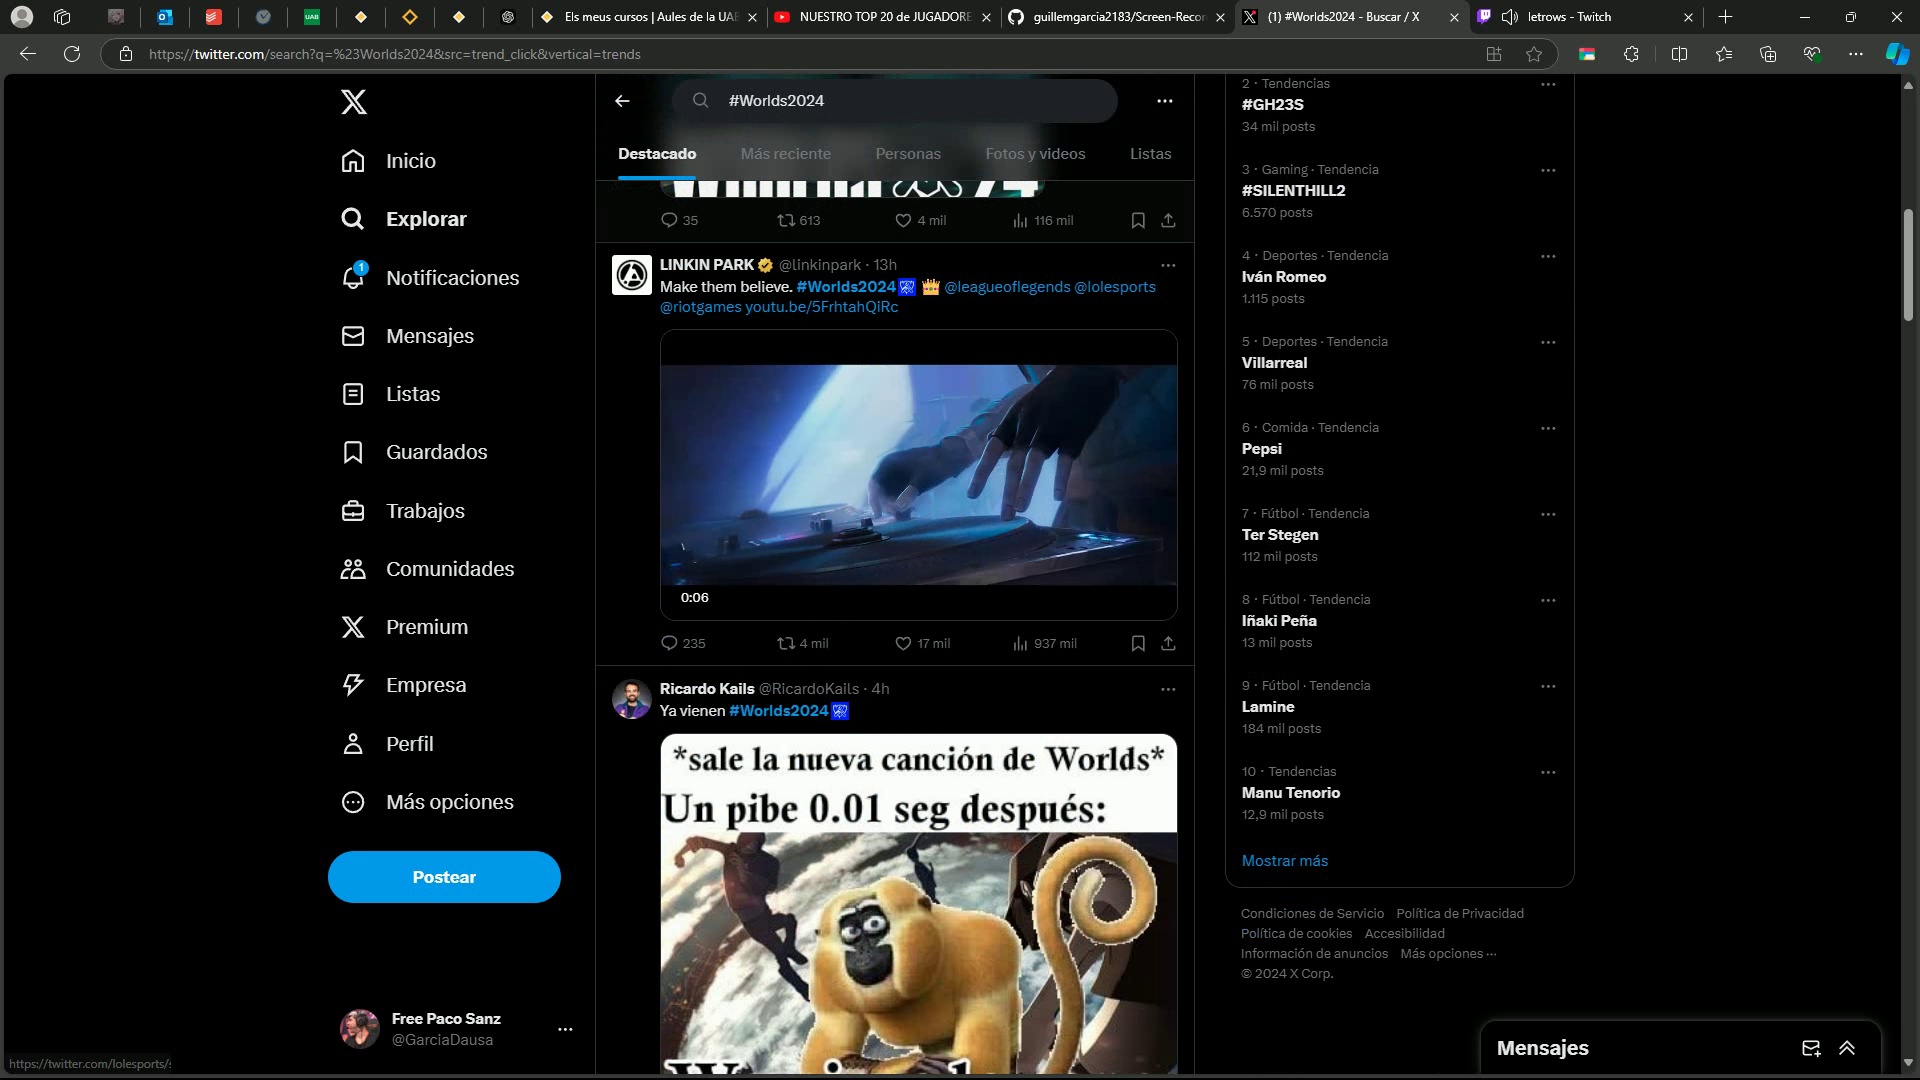 UAB
Els meus cursos | Aules de la UAB
NUESTRO TOP 20 de JUGADORE
guillemgarcia2183/Screen-Recor
(1) #Worlds2024 - Buscar / X
letrows - Twitch
https://twitter.com/search?q=%23Worlds2024&src=trend_click&vertical=trends
Inicio
Explorar
1
Notificaciones
Mensajes
Listas
Guardados
Trabajos
Comunidades
Premium
Empresa
Perfil
Más opciones
Postear
Free Paco Sanz
@GarciaDausa
https://twitter.com/lolesports/
#Worlds2024
Destacado
Más reciente
Personas
Fotos y videos
Listas
35
613
4 mil
116 mil
LINKIN PARK @linkinpark · 13h
Make them believe. #Worlds2024 @leagueoflegends @lolesports
@riotgames youtu.be/5FrhtahQiRc
0:06
235
4 mil
17 mil
937 mil
Ricardo Kails @RicardoKails · 4h
Ya vienen #Worlds2024
*sale la nueva canción de Worlds*
Un pibe 0.01 seg después:
2 · Tendencias
#GH23S
34 mil posts
3 · Gaming · Tendencia
#SILENTHILL2
6.570 posts
4 · Deportes · Tendencia
Iván Romeo
1.115 posts
5 · Deportes · Tendencia
Villarreal
76 mil posts
6 · Comida · Tendencia
Pepsi
21,9 mil posts
7 · Fútbol · Tendencia
Ter Stegen
112 mil posts
8 · Fútbol · Tendencia
Iñaki Peña
13 mil posts
9 · Fútbol · Tendencia
Lamine
184 mil posts
10 · Tendencias
Manu Tenorio
12,9 mil posts
Mostrar más
Condiciones de Servicio Política de Privacidad
Política de cookies Accesibilidad
Información de anuncios Más opciones ···
© 2024 X Corp.
Mensajes